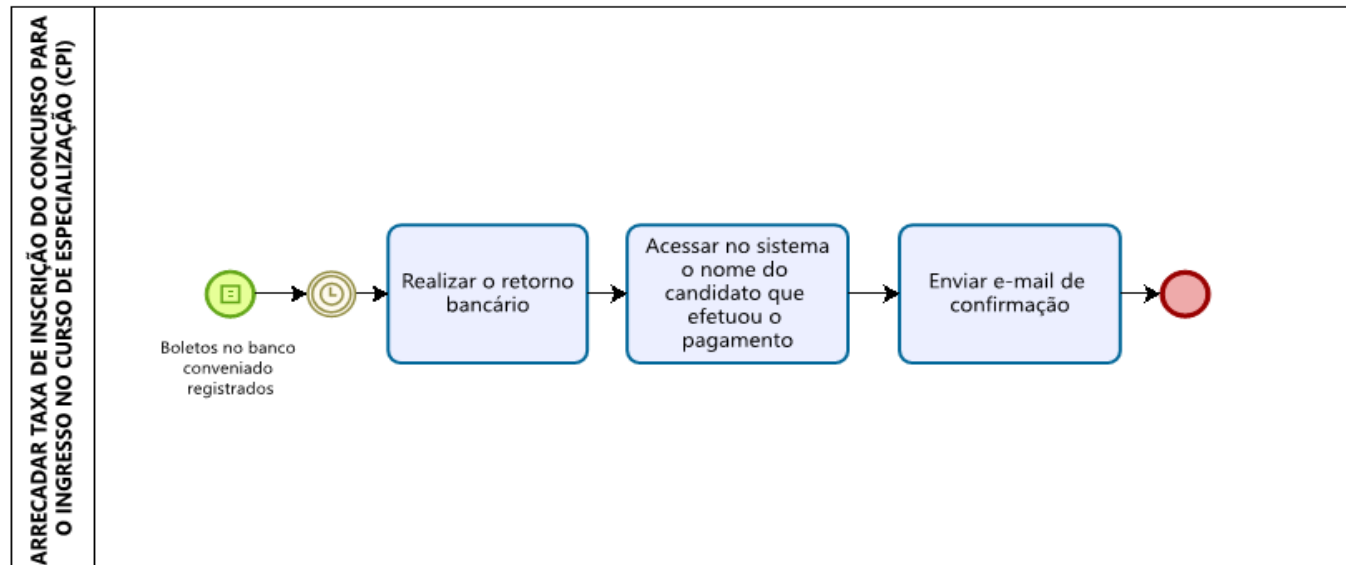 ARRECADAR TAXA DE INSCRIÇÃO DO CONCURSO PARA
O INGRESSO NO CURSO DE ESPECIALIZAÇÃO (CPI)
Boletos no banco
conveniado
registrados
Realizar o retorno
bancário
Acessar no sistema
o nome do
candidato que
efetuou o
pagamento
Enviar e-mail de
confirmação